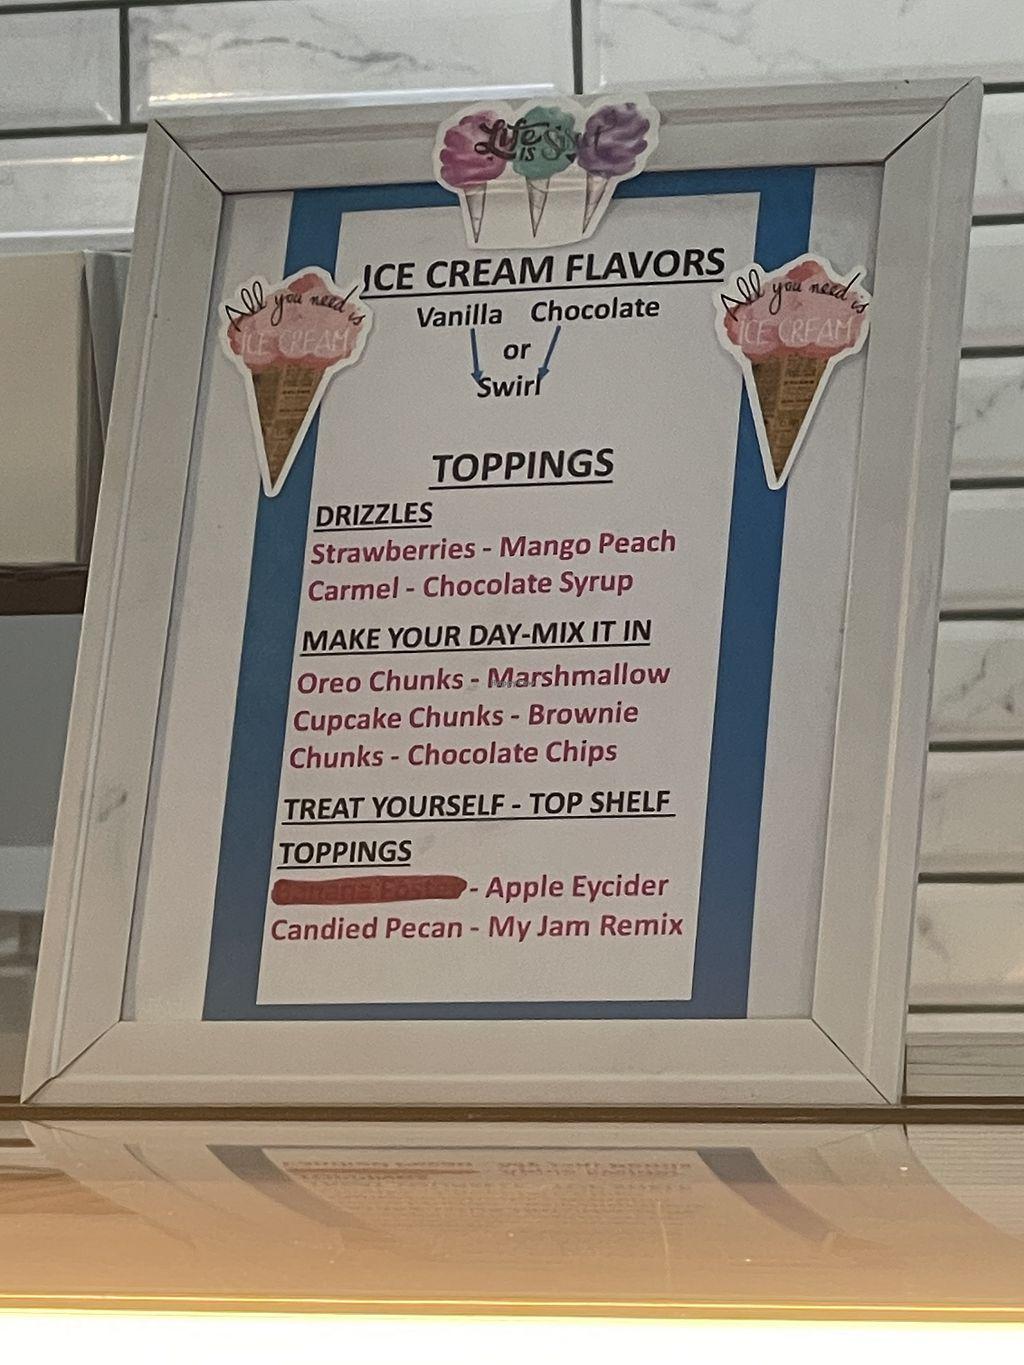 Life
is
ICE CREAM FLAVORS
All you need is
ICE CREAM
All you need is
ICE CREAM
Vanilla Chocolate
or
Swirl
TOPPINGS
DRIZZLES
Strawberries - Mango Peach
Carmel - Chocolate Syrup
MAKE YOUR DAY-MIX IT IN
Oreo Chunks - Marshmallow
Cupcake Chunks - Brownie
Chunks - Chocolate Chips
TREAT YOURSELF - TOP SHELF
TOPPINGS
- Apple Eycider
Candied Pecan - My Jam Remix